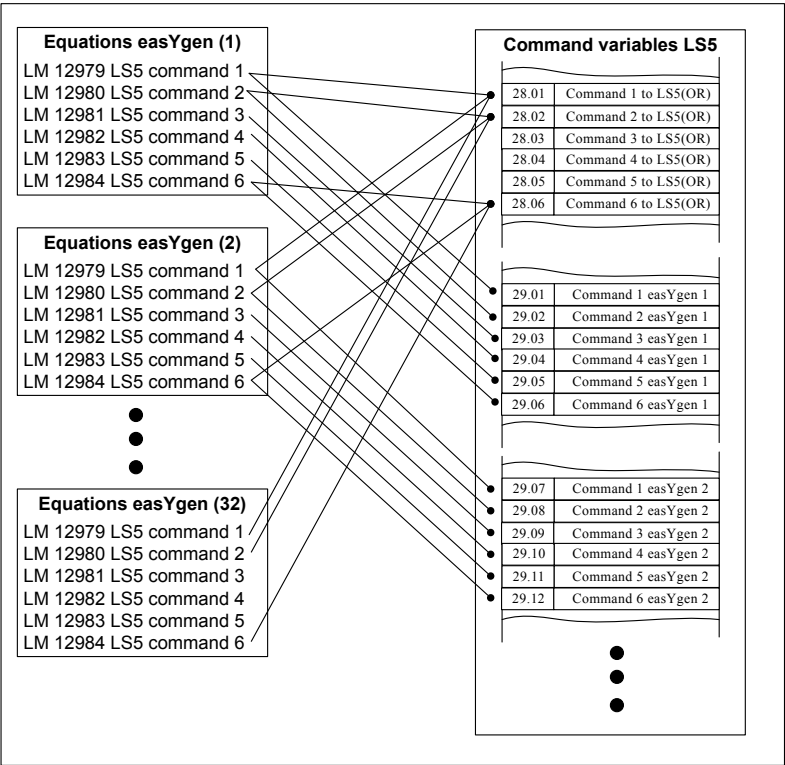 Equations easYgen (1)
LM 12979 LS5 command 1
LM 12980 LS5 command 2
LM 12981 LS5 command 3
LM 12982 LS5 command 4
LM 12983 LS5 command 5
LM 12984 LS5 command 6
Equations easYgen (2)
LM 12979 LS5 command 1
LM 12980 LS5 command 2
LM 12981 LS5 command 3
LM 12982 LS5 command 4
LM 12983 LS5 command 5
LM 12984 LS5 command 6
Equations easYgen (32)
LM 12979 LS5 command 1
LM 12980 LS5 command 2
LM 12981 LS5 command 3
LM 12982 LS5 command 4
LM 12983 LS5 command 5
LM 12984 LS5 command 6
Command variables LS5
28.01 Command 1 to LS5(OR)
28.02 Command 2 to LS5(OR)
28.03 Command 3 to LS5(OR)
28.04 Command 4 to LS5(OR)
28.05 Command 5 to LS5(OR)
28.06 Command 6 to LS5(OR)
29.01 Command 1 easYgen 1
29.02 Command 2 easYgen 1
29.03 Command 3 easYgen 1
29.04 Command 4 easYgen 1
29.05 Command 5 easYgen 1
29.06 Command 6 easYgen 1
29.07 Command 1 easYgen 2
29.08 Command 2 easYgen 2
29.09 Command 3 easYgen 2
29.10 Command 4 easYgen 2
29.11 Command 5 easYgen 2
29.12 Command 6 easYgen 2